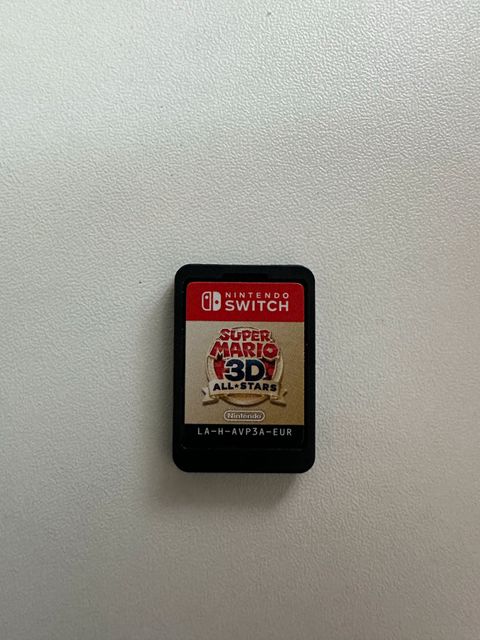 NINTENDO
SWITCH
SUPER
MARIO
3D
ALL★STARS
Nintendo
LA-H-AVP3A-EUR